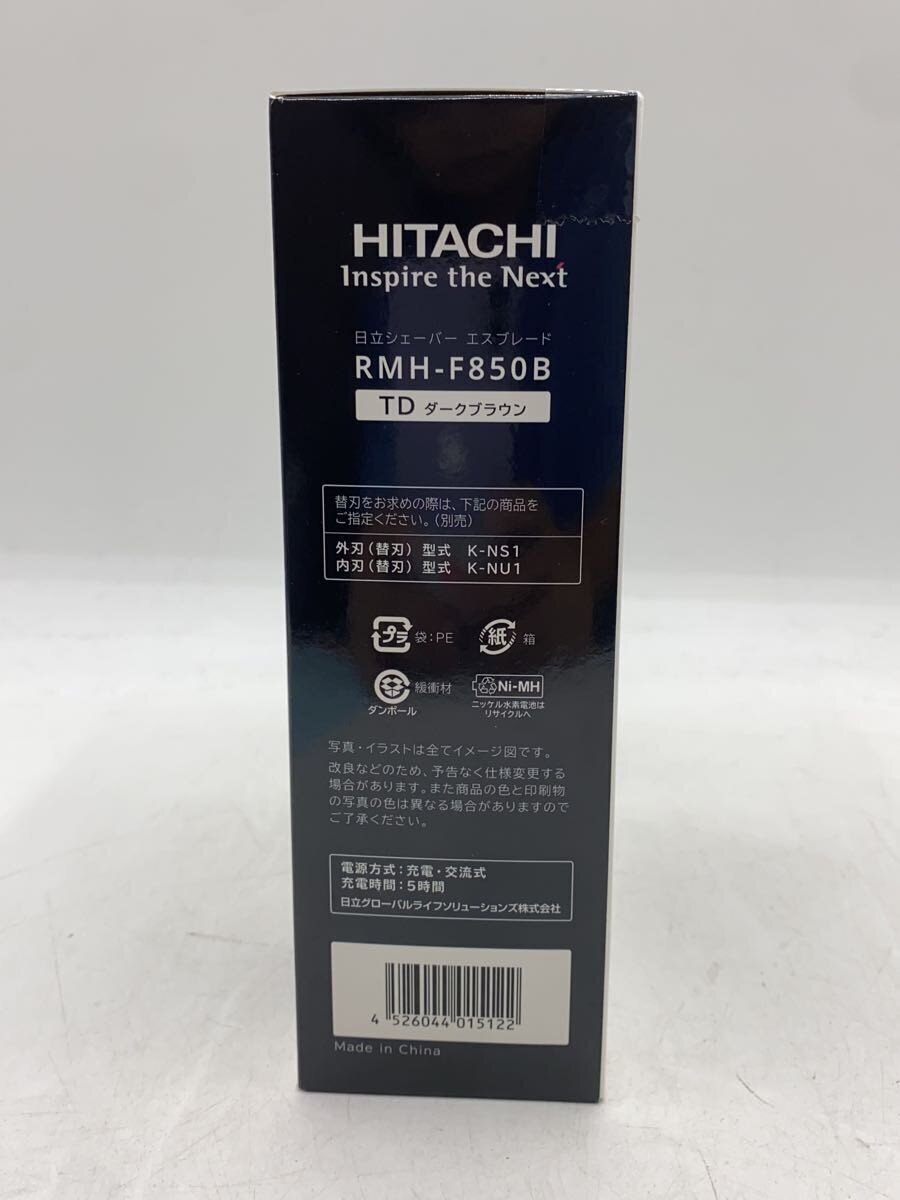 HITACHI
Inspire the Next
日立シェーバー エスブレード
RMH-F850B
TD ダークブラウン
替刃をお求めの際は、下記の商品を
ご指定ください。(別売)
外刃(替刃) 型式 K-NS1
内刃(替刃) 型式 K-NU1
プラ 袋:PE
紙 箱
緩衝材
ダンボール
Ni-MH
ニッケル水素電池は
リサイクルへ
写真・イラストは全てイメージ図です。
改良などのため、予告なく仕様変更する
場合があります。また商品の色と印刷物
の写真の色は異なる場合がありますので
ご了承ください。
電源方式:充電・交流式
充電時間:5時間
日立グローバルライフソリューションズ株式会社
4 526044 015122
Made in China